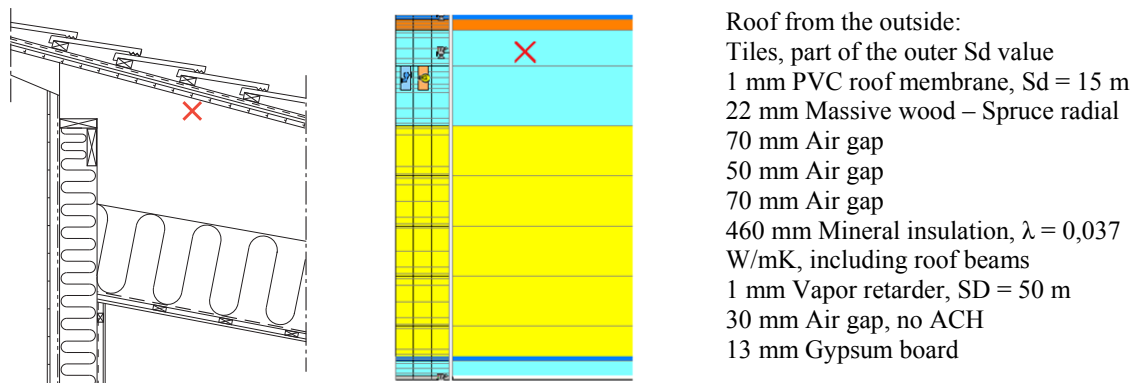 Roof from the outside:
Tiles, part of the outer Sd value
1 mm PVC roof membrane, Sd = 15 m
22 mm Massive wood – Spruce radial
70 mm Air gap
50 mm Air gap
70 mm Air gap
460 mm Mineral insulation, λ = 0,037
W/mK, including roof beams
1 mm Vapor retarder, SD = 50 m
30 mm Air gap, no ACH
13 mm Gypsum board